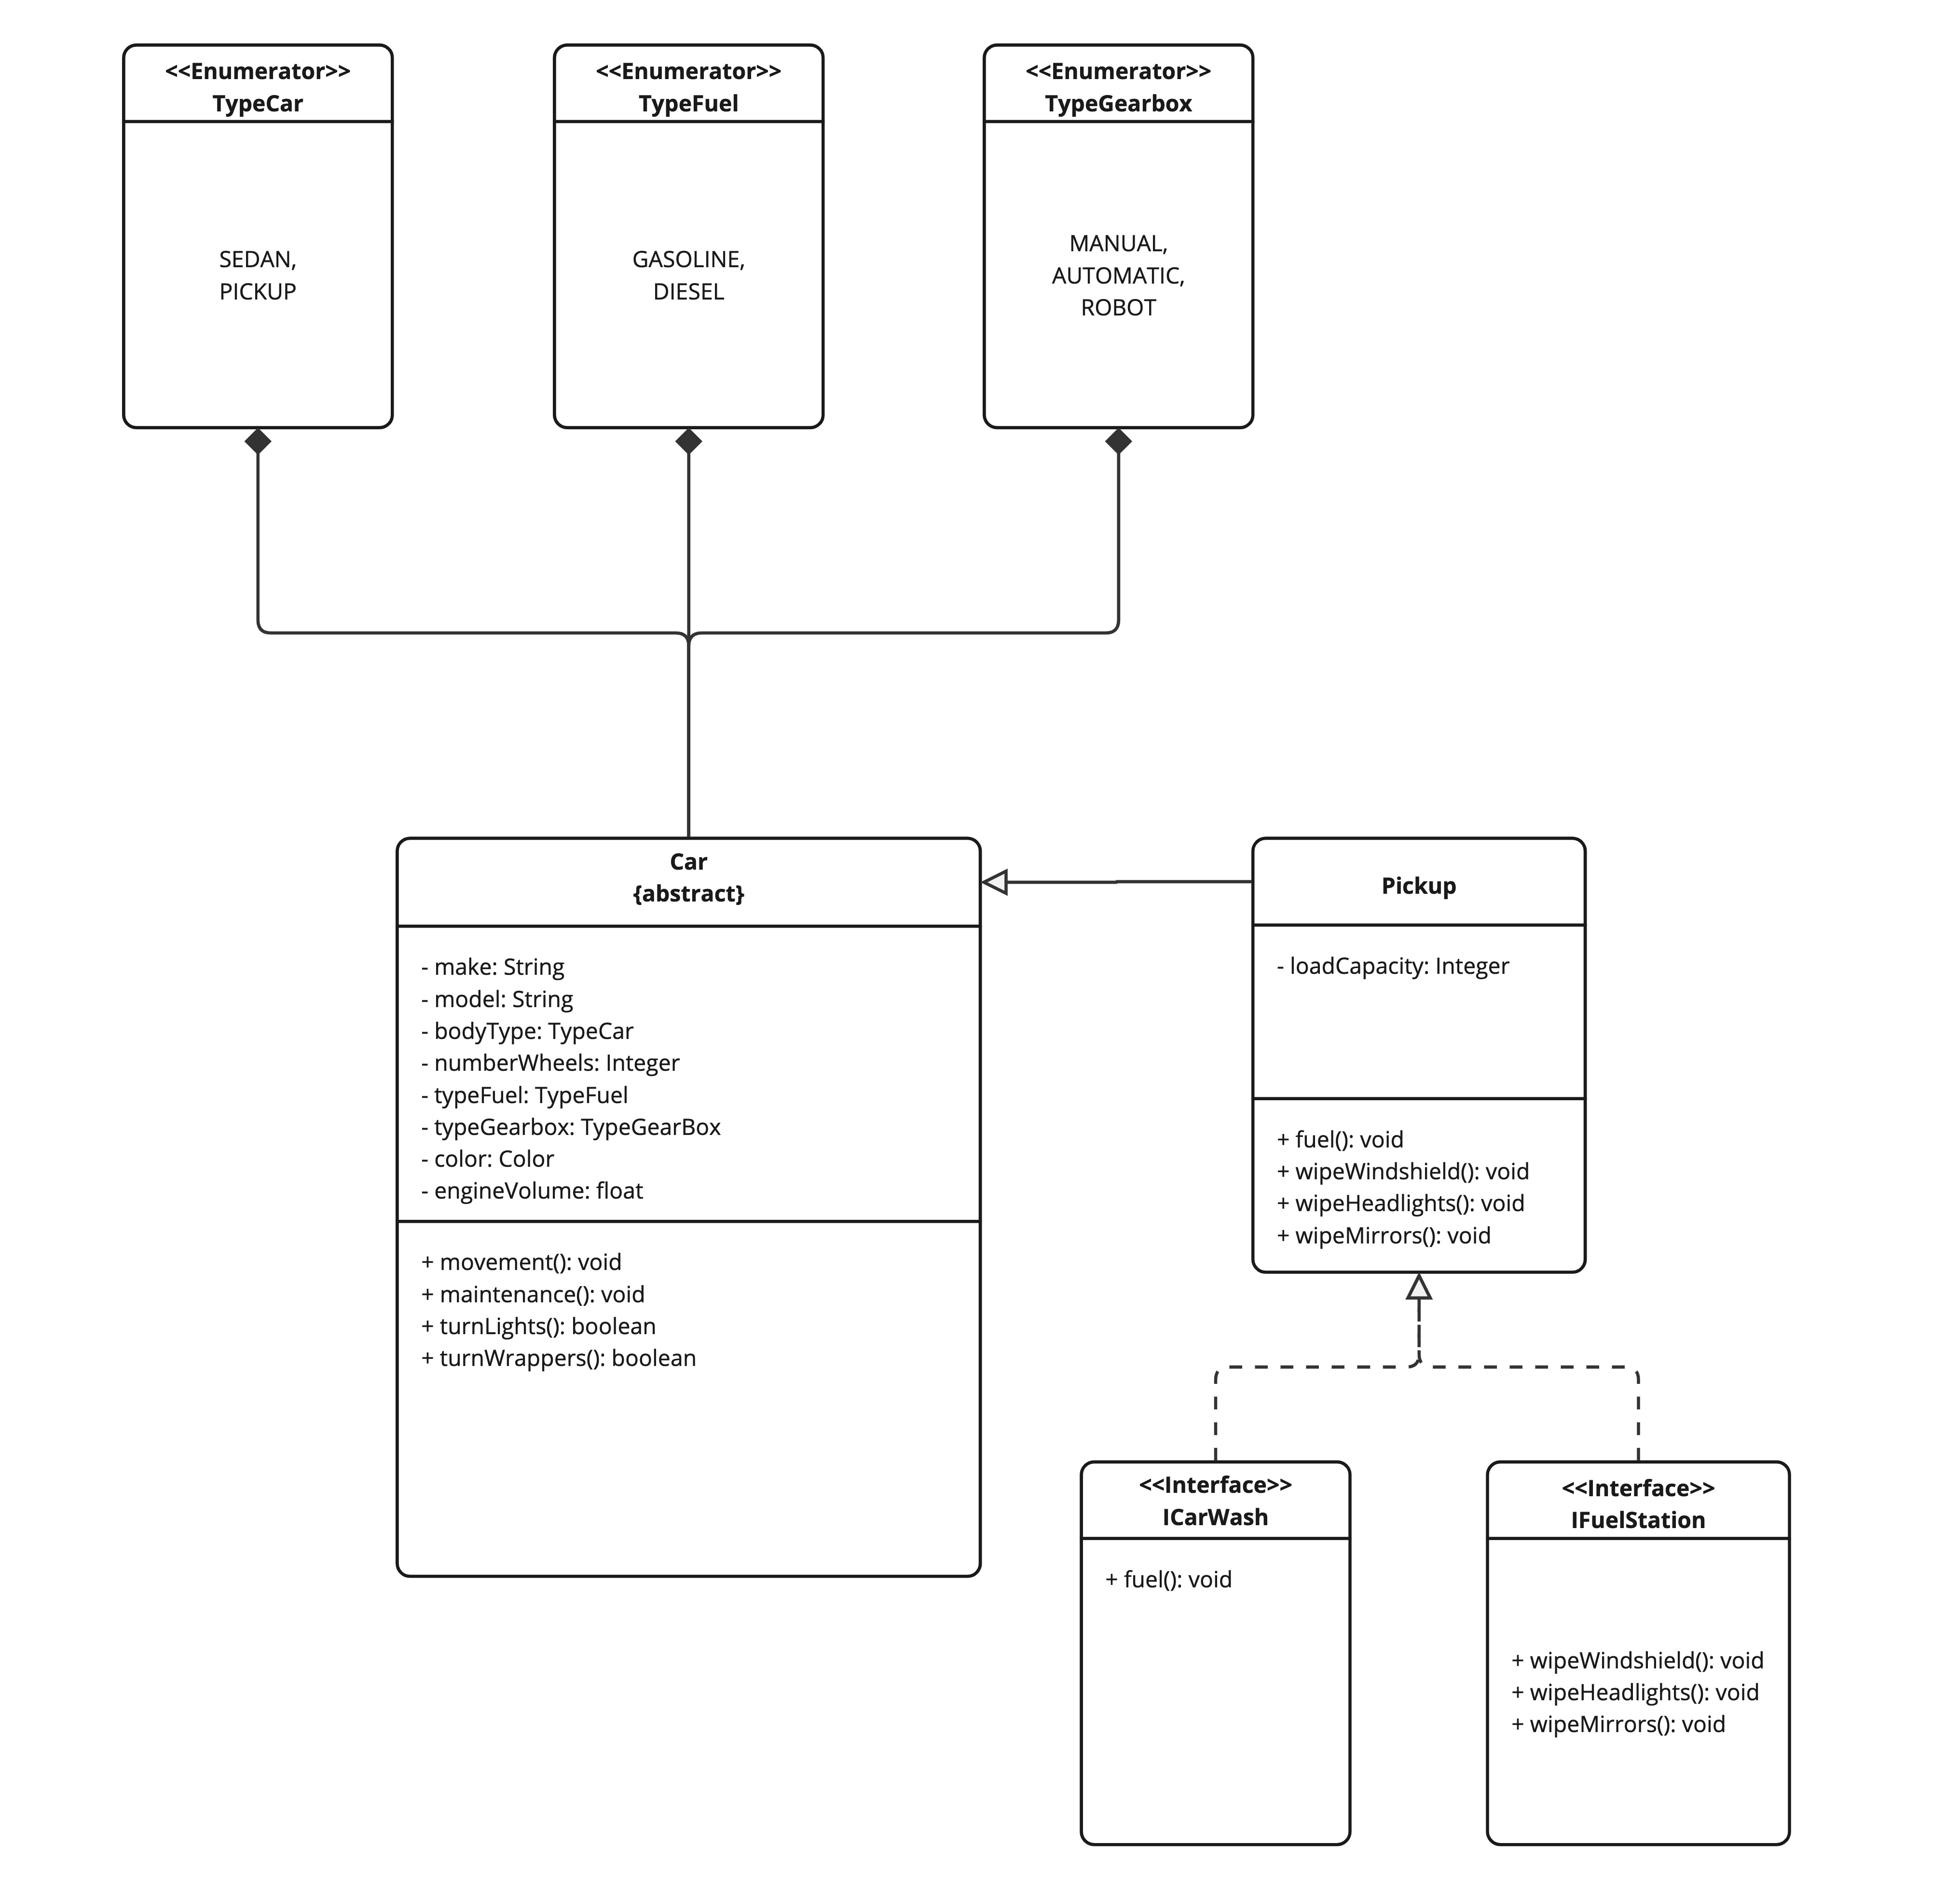 <<Enumerator>>
TypeCar
SEDAN,
PICKUP
<<Enumerator>>
TypeFuel
GASOLINE,
DIESEL
<<Enumerator>>
TypeGearbox
MANUAL,
AUTOMATIC,
ROBOT
Car
{abstract}
- make: String
- model: String
- bodyType: TypeCar
- numberWheels: Integer
- typeFuel: TypeFuel
- typeGearbox: TypeGearBox
- color: Color
- engineVolume: float
+ movement(): void
+ maintenance(): void
+ turnLights(): boolean
+ turnWrappers(): boolean
Pickup
- loadCapacity: Integer
+ fuel(): void
+ wipeWindshield(): void
+ wipeHeadlights(): void
+ wipeMirrors(): void
<<Interface>>
ICarWash
+ fuel(): void
<<Interface>>
IFuelStation
+ wipeWindshield(): void
+ wipeHeadlights(): void
+ wipeMirrors(): void